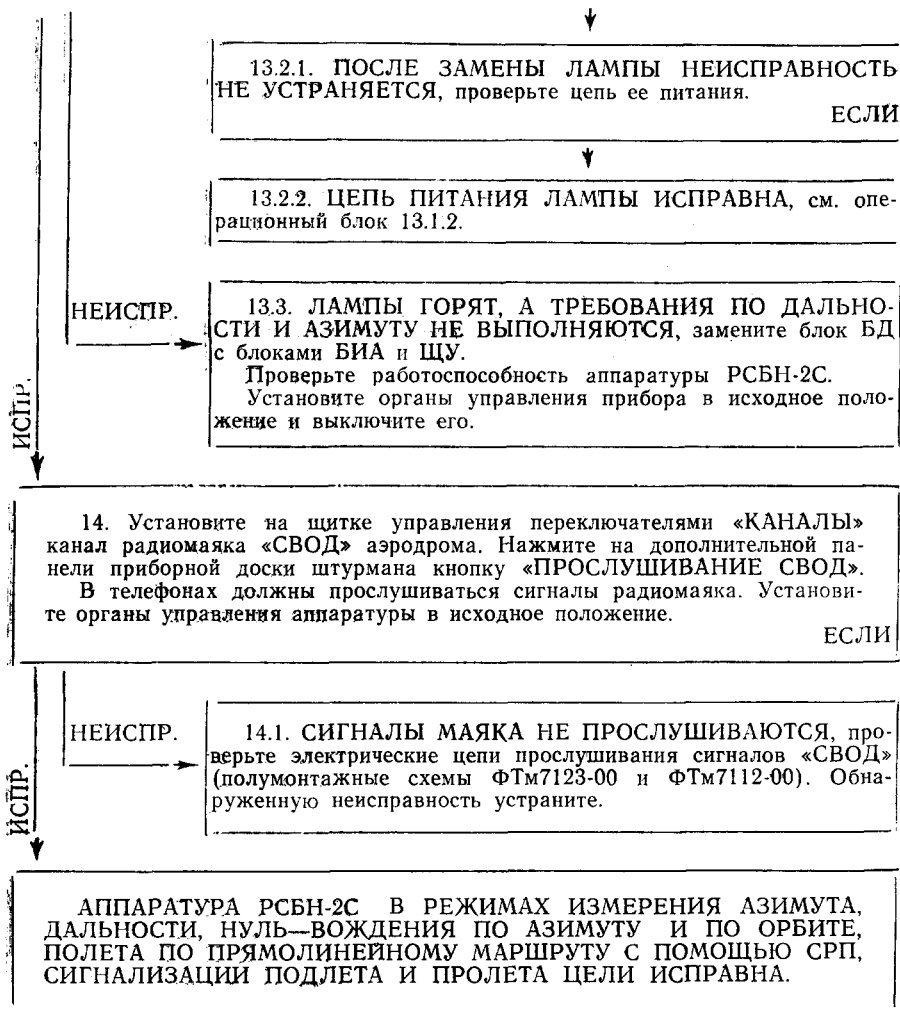 13.2.1. ПОСЛЕ ЗАМЕНЫ ЛАМПЫ НЕИСПРАВНОСТЬ
НЕ УСТРАНЯЕТСЯ, проверьте цепь ее питания.
ЕСЛИ
13.2.2. ЦЕПЬ ПИТАНИЯ ЛАМПЫ ИСПРАВНА, см. опе-
рационный блок 13.1.2.
НЕИСПР.
13.3. ЛАМПЫ ГОРЯТ, А ТРЕБОВАНИЯ ПО ДАЛЬНО-
СТИ И АЗИМУТУ НЕ ВЫПОЛНЯЮТСЯ, замените блок БД
с блоками БИА и ЩУ.
Проверьте работоспособность аппаратуры РСБН-2С.
Установите органы управления прибора в исходное поло-
жение и выключите его.
ИСПР.
14. Установите на щитке управления переключателями «КАНАЛЫ»
канал радиомаяка «СВОД» аэродрома. Нажмите на дополнительной па-
нели приборной доски штурмана кнопку «ПРОСЛУШИВАНИЕ СВОД».
В телефонах должны прослушиваться сигналы радиомаяка. Установи-
те органы управления аппаратуры в исходное положение.
ЕСЛИ
НЕИСПР.
14.1. СИГНАЛЫ МАЯКА НЕ ПРОСЛУШИВАЮТСЯ, про-
верьте электрические цепи прослушивания сигналов «СВОД»
(полумонтажные схемы ФТм7123-00 и ФТм7112-00). Обна-
руженную неисправность устраните.
ИСПР.
АППАРАТУРА РСБН-2С В РЕЖИМАХ ИЗМЕРЕНИЯ АЗИМУТА,
ДАЛЬНОСТИ, НУЛЬ—ВОЖДЕНИЯ ПО АЗИМУТУ И ПО ОРБИТЕ,
ПОЛЕТА ПО ПРЯМОЛИНЕЙНОМУ МАРШРУТУ С ПОМОЩЬЮ СРП,
СИГНАЛИЗАЦИИ ПОДЛЕТА И ПРОЛЕТА ЦЕЛИ ИСПРАВНА.